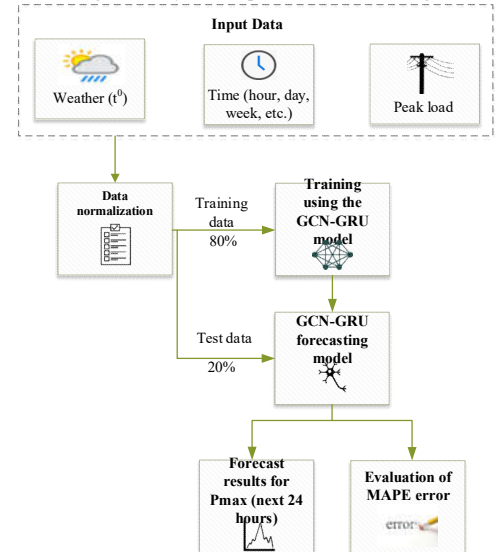 Input Data
Weather (t⁰)
Time (hour, day,
week, etc.)
Peak load
Data
normalization
Training
data
80%
Training
using the
GCN-GRU
model
Test data
20%
GCN-GRU
forecasting
model
Forecast
results for
Pmax (next 24
hours)
Evaluation of
MAPE error
error